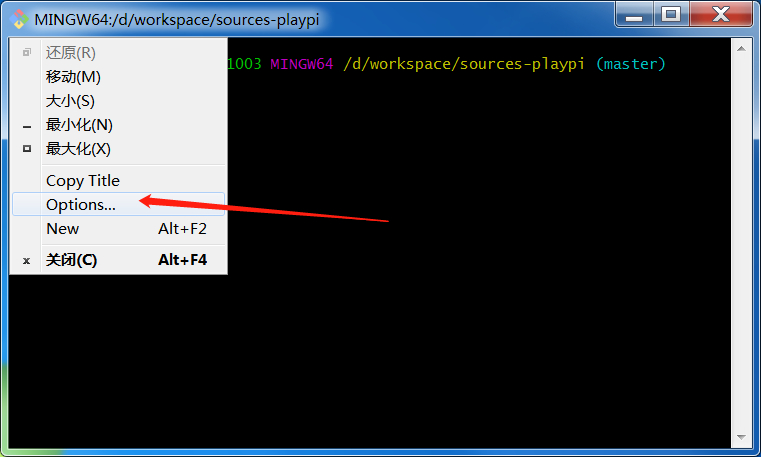 MINGW64:/d/workspace/sources-playpi
还原(R)
1003 MINGW64 /d/workspace/sources-playpi (master)
移动(M)
大小(S)
最小化(N)
最大化(X)
Copy Title
Options...
New Alt+F2
x 关闭(C) Alt+F4